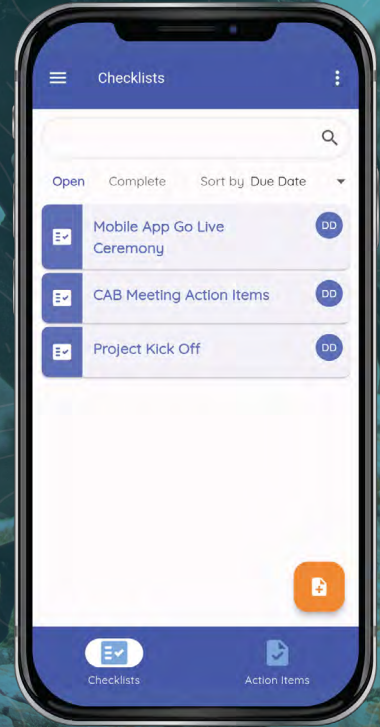 Checklists
Open Complete Sort by Due Date
Mobile App Go Live DD
Ceremony
CAB Meeting Action Items DD
Project Kick Off DD
Checklists Action Items